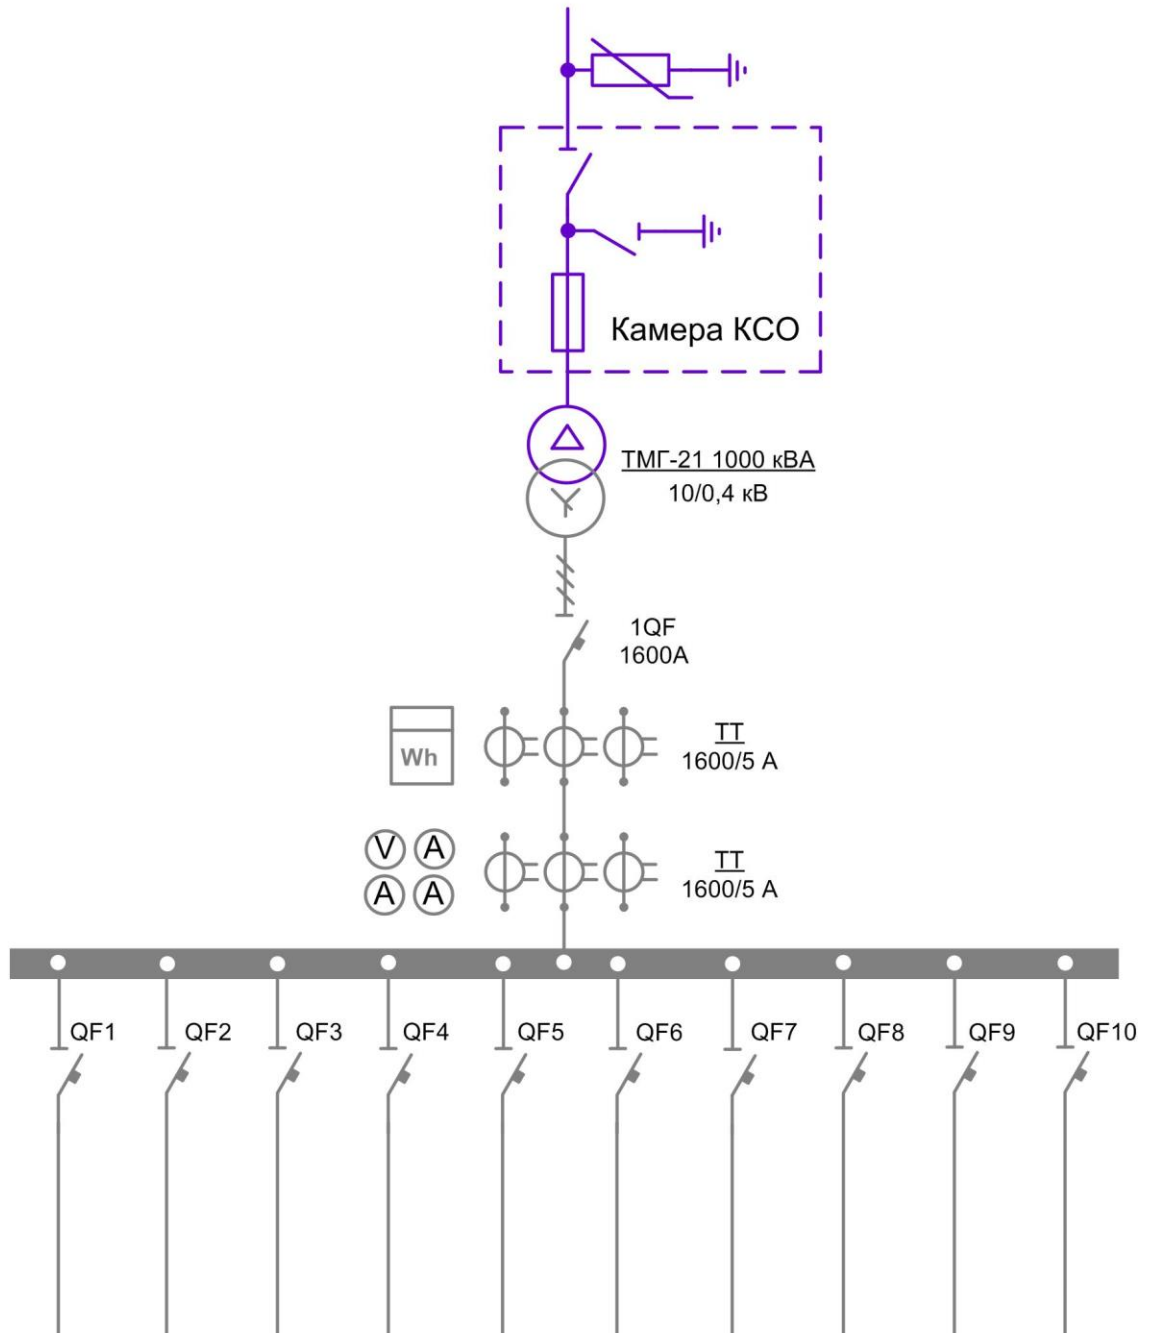 Камера КСО
ТМГ-21 1000 кВА
10/0,4 кВ
1QF
1600А
Wh
ТТ
1600/5 А
V A
A A
ТТ
1600/5 А
QF1 QF2 QF3 QF4 QF5 QF6 QF7 QF8 QF9 QF10